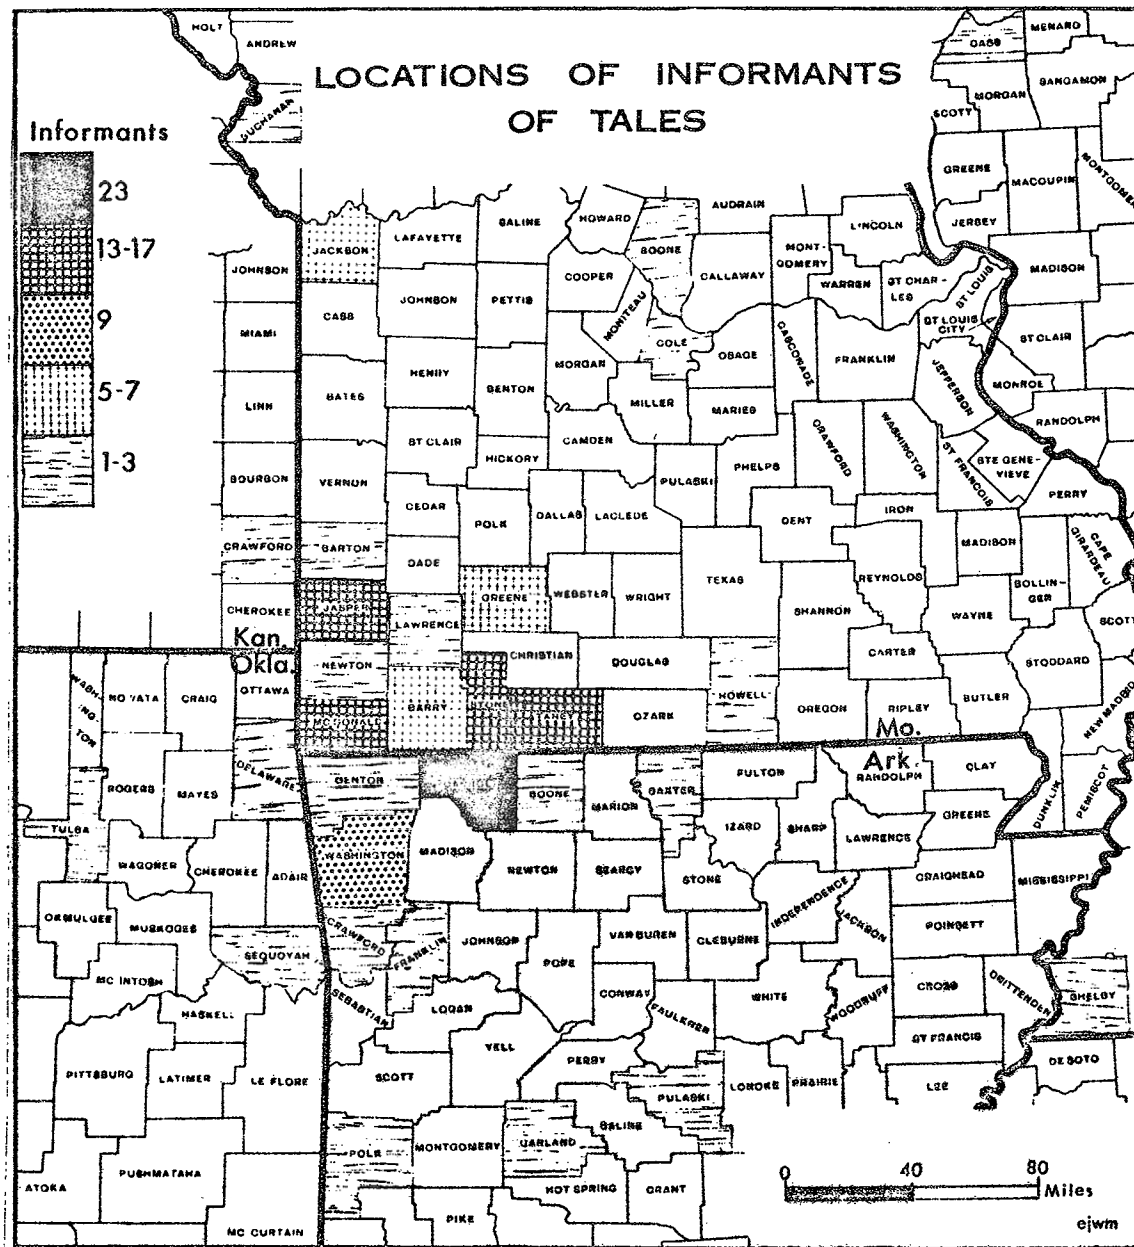 LOCATIONS OF INFORMANTS
OF TALES
Informants
23
13-17
9
5-7
1-3
HOLT
ANDREW
BUCHANAN
CASS
MENARD
MORGAN
SANGAMON
SCOTT
GREENE
MACOUPIN
MONTGOMERY
JERSEY
MADISON
ST CLAIR
MONROE
RANDOLPH
JACKSON
LAFAYETTE
SALINE
HOWARD
BOONE
AUDRAIN
LINCOLN
JOHNSON
COOPER
CALLAWAY
MONT-
GOMERY
WARREN
ST CHAR-
LES
ST LOUIS
ST LOUIS
CITY
MIAMI
CASS
JOHNSON
PETTIS
MONITEAU
COLE
OSAGE
GASCONADE
FRANKLIN
JEFFERSON
LINN
BATES
HENRY
BENTON
MORGAN
MILLER
MARIES
CRAWFORD
WASHINGTON
ST FRANCOIS
STE GENE-
VIEVE
PERRY
BOURBON
VERNON
ST CLAIR
HICKORY
CAMDEN
PULASKI
PHELPS
DENT
IRON
MADISON
CAPE
GIRARDEAU
CRAWFORD
BARTON
CEDAR
DADE
POLK
DALLAS
LACLEDE
TEXAS
REYNOLDS
BOLLIN-
GER
CHEROKEE
JASPER
LAWRENCE
GREENE
WEBSTER
WRIGHT
SHANNON
WAYNE
SCOTT
Kan.
Okla.
NEWTON
CHRISTIAN
DOUGLAS
HOWELL
CARTER
STODDARD
WASH-
ING-
TON
NOWATA
CRAIG
OTTAWA
MCDONALD
BARRY
STONE
TANEY
OZARK
OREGON
RIPLEY
BUTLER
NEW MADRID
Mo.
Ark.
ROGERS
MAYES
DELAWARE
BENTON
BOONE
MARION
BAXTER
FULTON
RANDOLPH
CLAY
DUNKLIN
PEMISCOT
TULSA
WAGONER
CHEROKEE
ADAIR
WASHINGTON
MADISON
NEWTON
SEARCY
STONE
IZARD
SHARP
LAWRENCE
GREENE
CRAIGHEAD
MISSISSIPPI
OKMULGEE
MUSKOGEE
SEQUOYAH
CRAWFORD
FRANKLIN
JOHNSON
POPE
VAN BUREN
CLEBURNE
INDEPENDENCE
JACKSON
POINSETT
MC INTOSH
HASKELL
SEBASTIAN
LOGAN
CONWAY
FAULKNER
WHITE
WOODRUFF
CROSS
CRITTENDEN
SHELBY
PITTSBURG
LATIMER
LE FLORE
SCOTT
YELL
PERRY
PULASKI
LONOKE
PRAIRIE
ST FRANCIS
LEE
DE SOTO
ATOKA
PUSHMATAHA
POLK
MONTGOMERY
GARLAND
SALINE
MC CURTAIN
PIKE
HOT SPRING
GRANT
0 40 80
Miles
ejwm